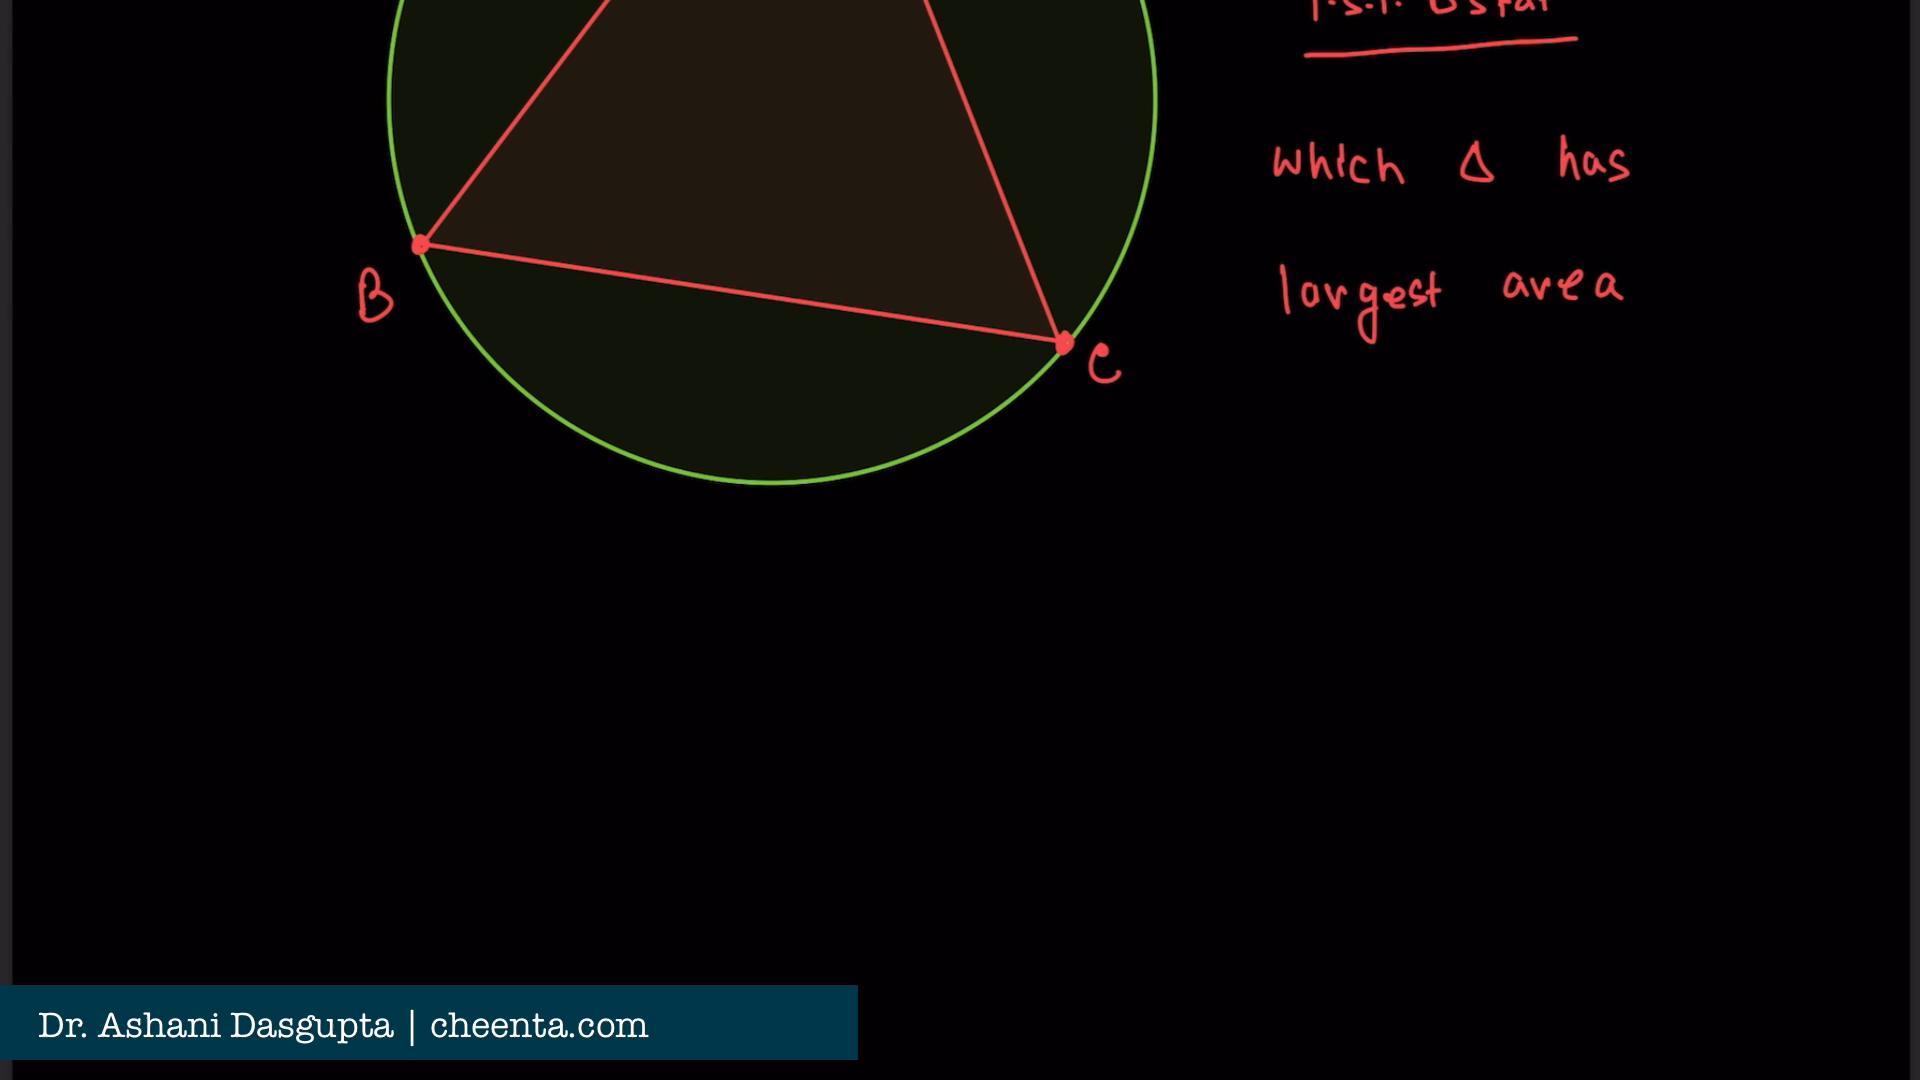 which Δ has
largest area
B
C
Dr. Ashani Dasgupta | cheenta.com